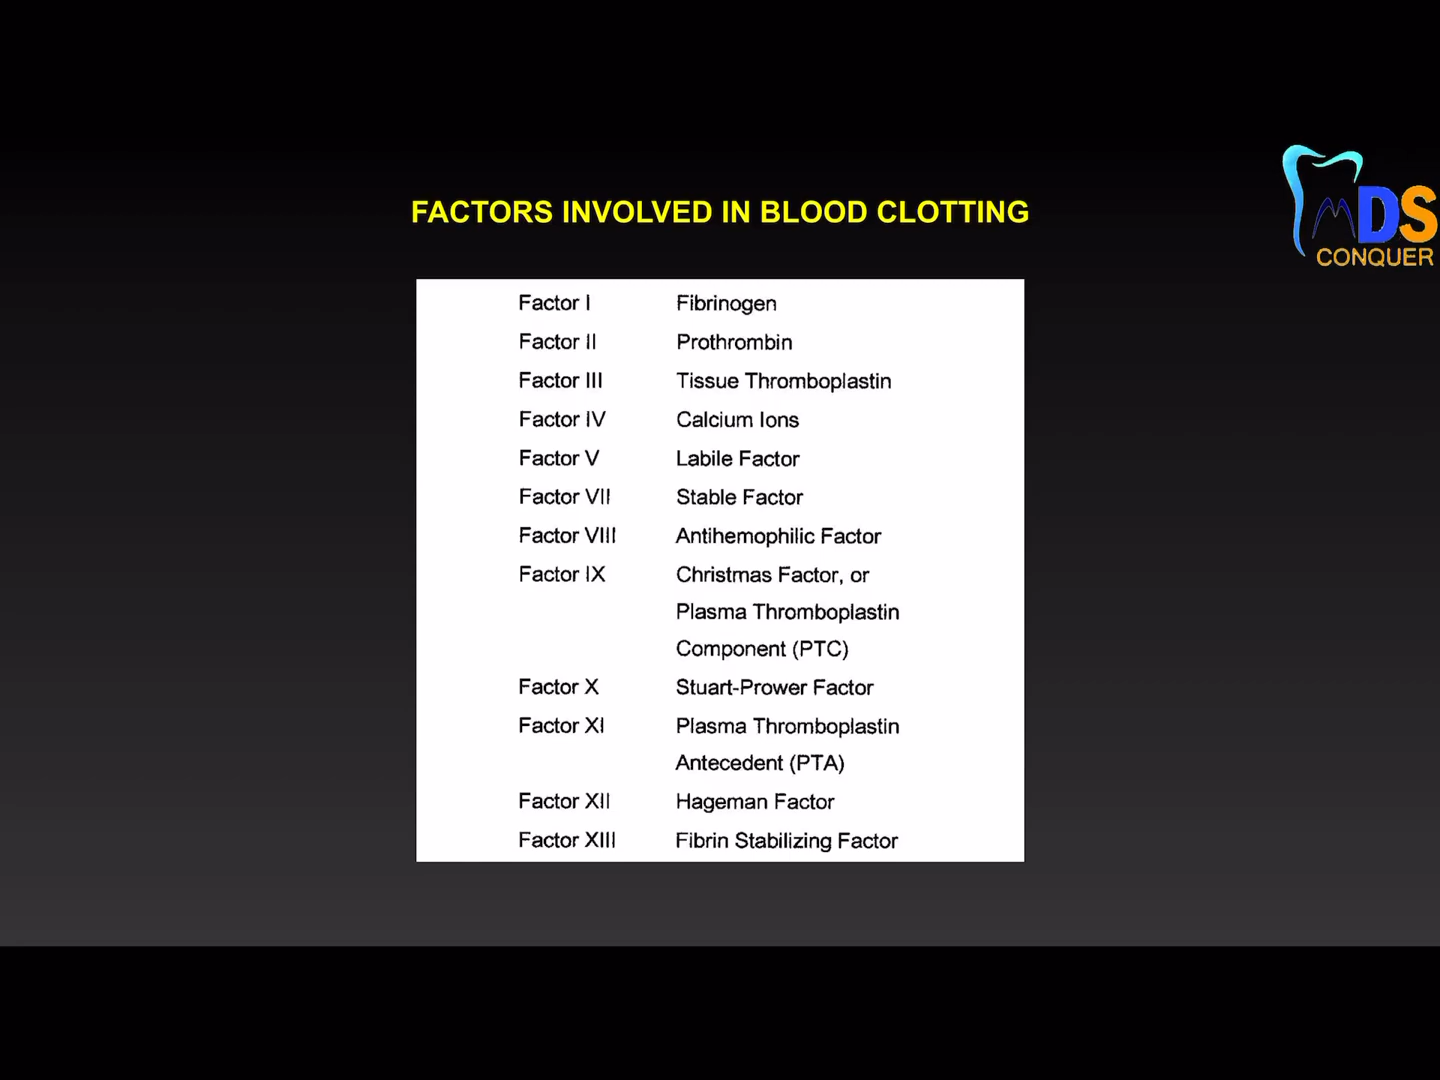 FACTORS INVOLVED IN BLOOD CLOTTING
MDS
CONQUER
Factor I Fibrinogen
Factor II Prothrombin
Factor III Tissue Thromboplastin
Factor IV Calcium Ions
Factor V Labile Factor
Factor VII Stable Factor
Factor VIII Antihemophilic Factor
Factor IX Christmas Factor, or
Plasma Thromboplastin
Component (PTC)
Factor X Stuart-Prower Factor
Factor XI Plasma Thromboplastin
Antecedent (PTA)
Factor XII Hageman Factor
Factor XIII Fibrin Stabilizing Factor